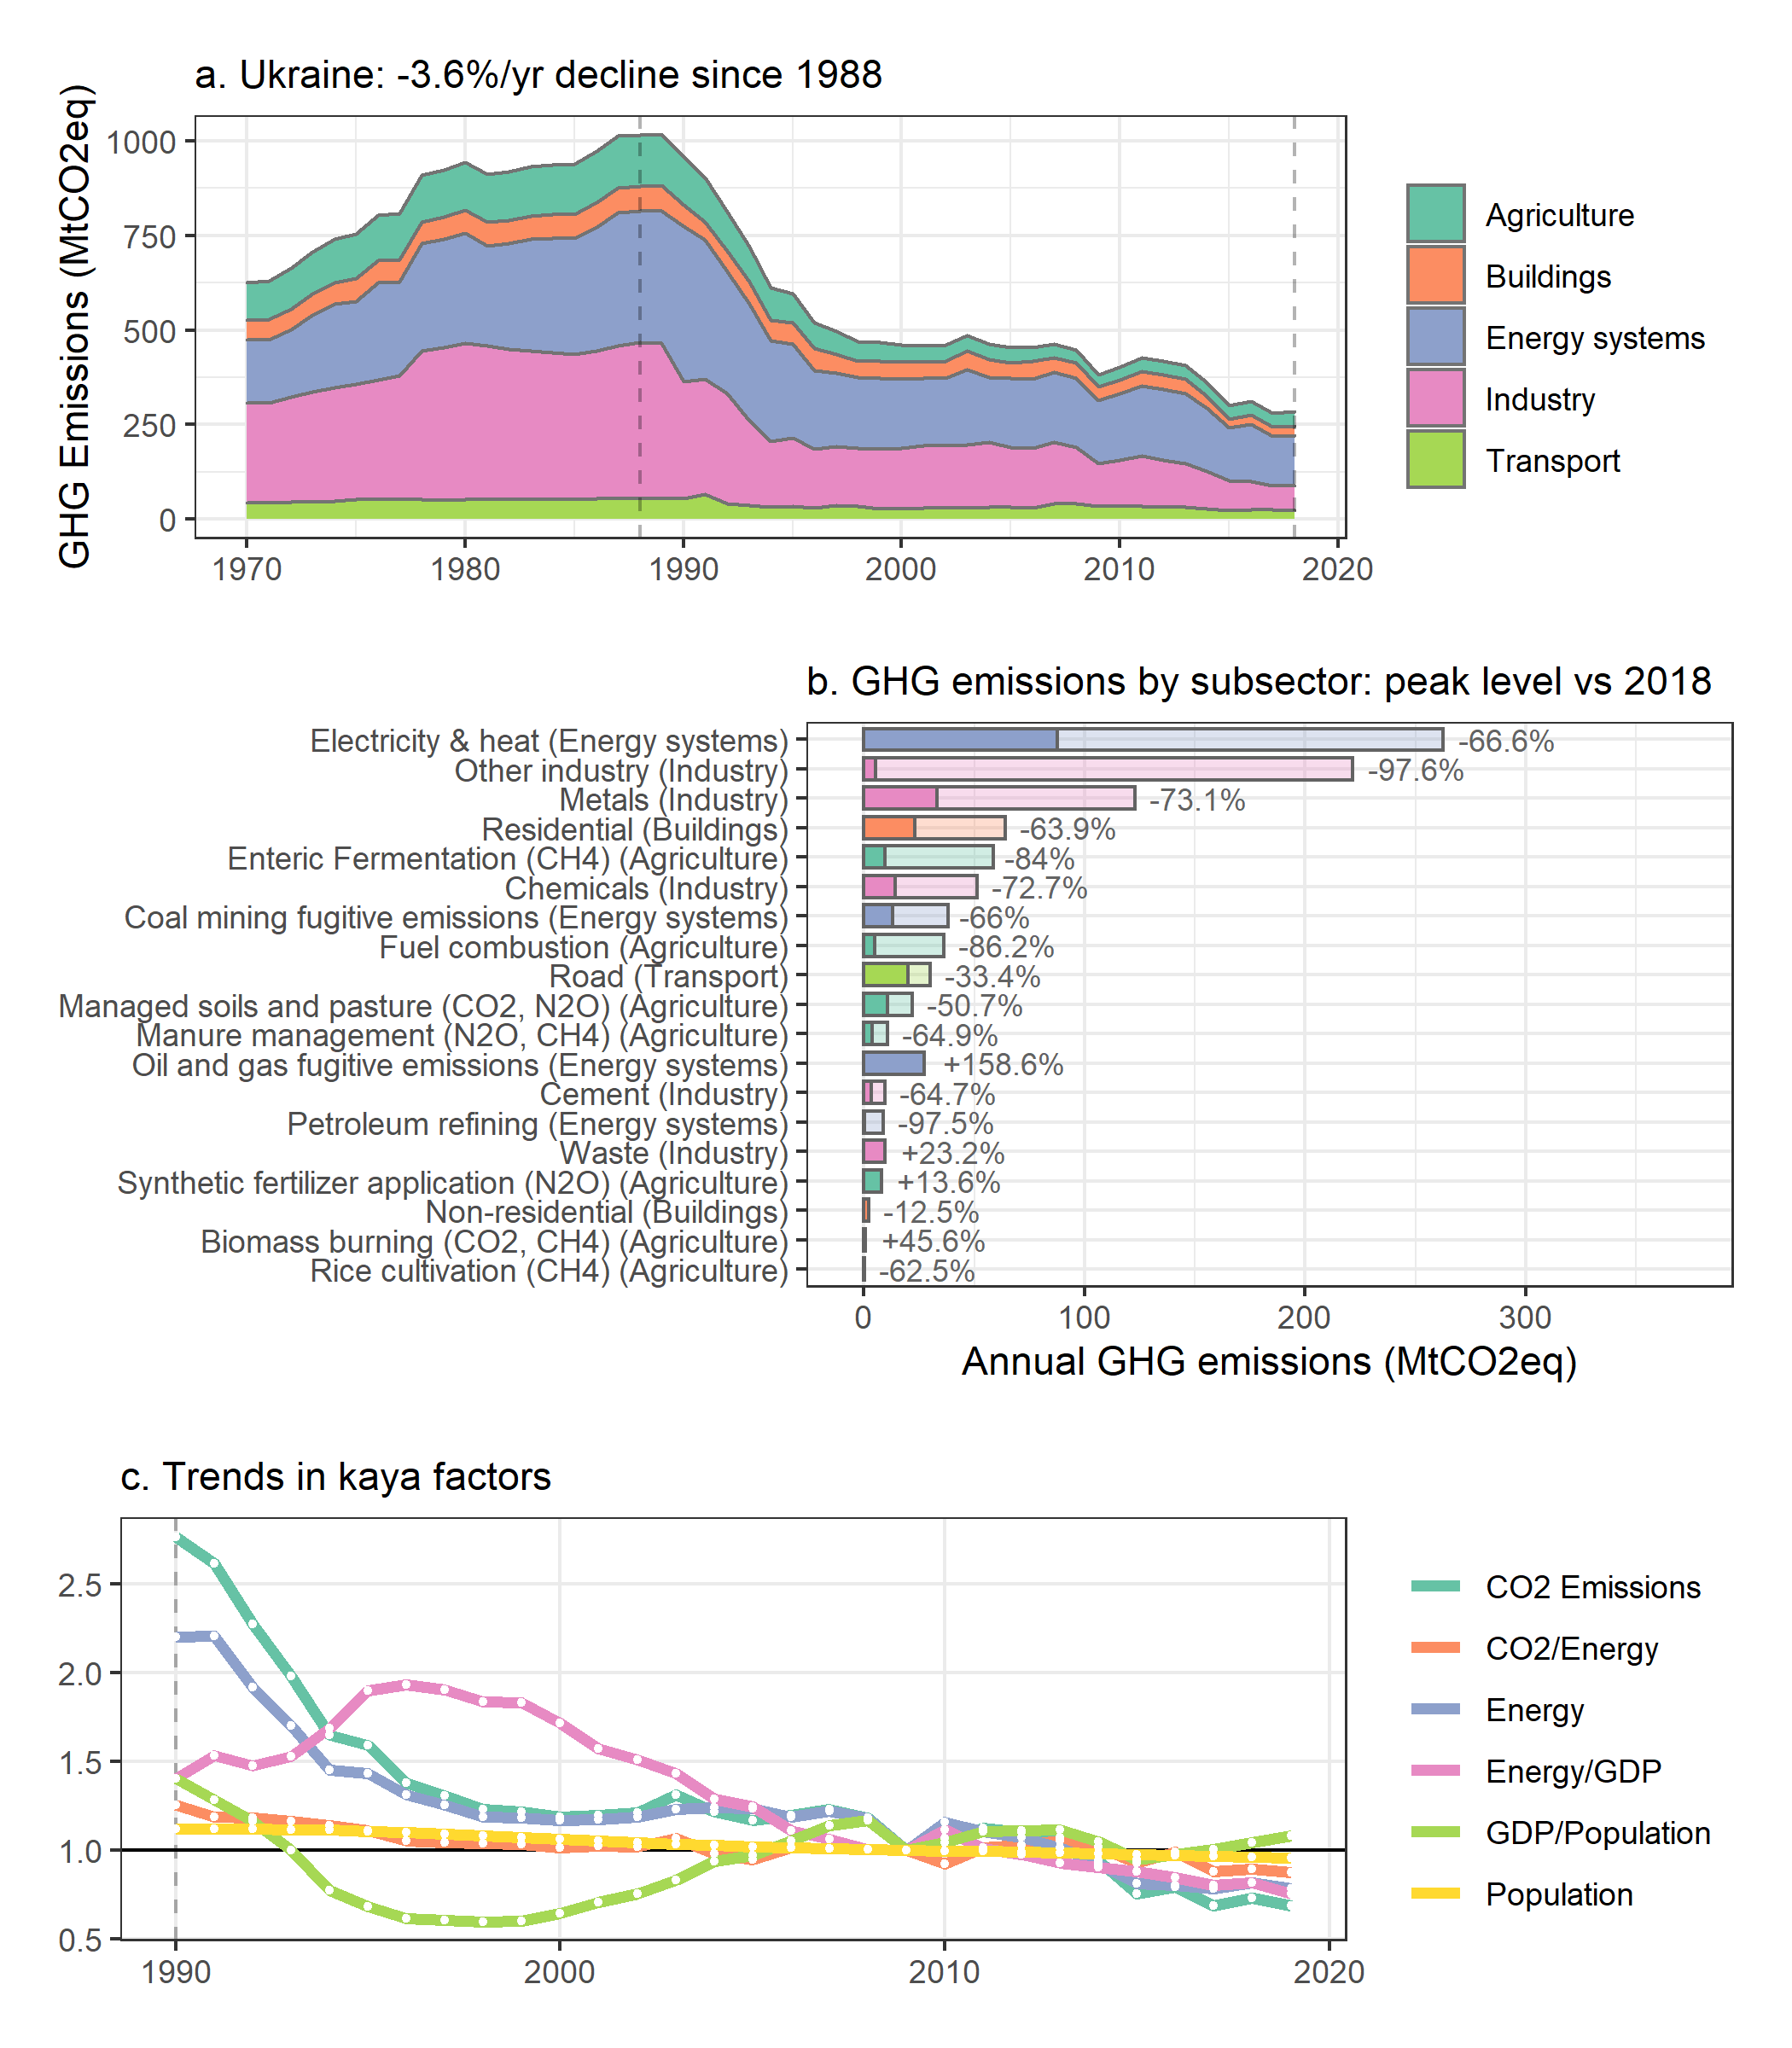 a. Ukraine: -3.6%/yr decline since 1988
GHG Emissions (MtCO2eq)
1000
750
500
250
0
1970 1980 1990 2000 2010 2020
Agriculture
Buildings
Energy systems
Industry
Transport
b. GHG emissions by subsector: peak level vs 2018
Electricity & heat (Energy systems) -66.6%
Other industry (Industry) -97.6%
Metals (Industry) -73.1%
Residential (Buildings) -63.9%
Enteric Fermentation (CH4) (Agriculture) -84%
Chemicals (Industry) -72.7%
Coal mining fugitive emissions (Energy systems) -66%
Fuel combustion (Agriculture) -86.2%
Road (Transport) -33.4%
Managed soils and pasture (CO2, N2O) (Agriculture) -50.7%
Manure management (N2O, CH4) (Agriculture) -64.9%
Oil and gas fugitive emissions (Energy systems) +158.6%
Cement (Industry) -64.7%
Petroleum refining (Energy systems) -97.5%
Waste (Industry) +23.2%
Synthetic fertilizer application (N2O) (Agriculture) +13.6%
Non-residential (Buildings) -12.5%
Biomass burning (CO2, CH4) (Agriculture) +45.6%
Rice cultivation (CH4) (Agriculture) -62.5%
0 100 200 300
Annual GHG emissions (MtCO2eq)
c. Trends in kaya factors
2.5
2.0
1.5
1.0
0.5
1990 2000 2010 2020
CO2 Emissions
CO2/Energy
Energy
Energy/GDP
GDP/Population
Population